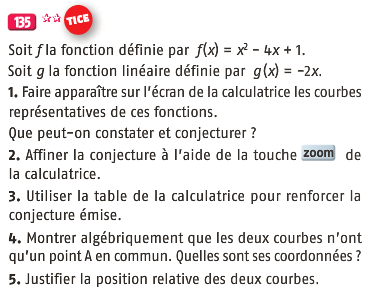 135 ☆☆ TICE
Soit f la fonction définie par f(x) = x² – 4x + 1.
Soit g la fonction linéaire définie par g(x) = –2x.
1. Faire apparaître sur l'écran de la calculatrice les courbes
représentatives de ces fonctions.
Que peut-on constater et conjecturer ?
2. Affiner la conjecture à l'aide de la touche zoom de
la calculatrice.
3. Utiliser la table de la calculatrice pour renforcer la
conjecture émise.
4. Montrer algébriquement que les deux courbes n'ont
qu'un point A en commun. Quelles sont ses coordonnées ?
5. Justifier la position relative des deux courbes.